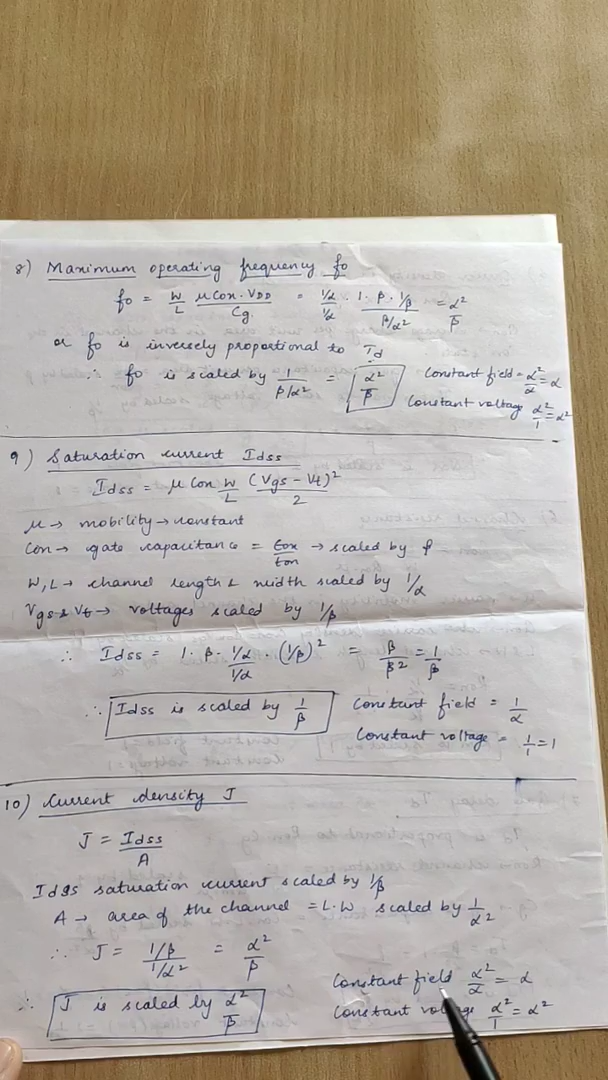 8) Maximum operating frequency fo
fo = W/L μCox·VDD/Cg = 1/α/1/α · 1·β·1/β/β/α² = α²/β
or fo is inversely proportional to Td
∴ fo is scaled by 1/β/α² = α²/β
Constant field = α²/α = α
Constant voltage α²/1 = α²
9) Saturation current Idss
Idss = μ Cox W/L (Vgs - Vt)²/2
μ → mobility → constant
Cox → gate capacitance = εox/tox → scaled by β
W, L → channel length & width scaled by 1/α
Vgs & Vt → voltages scaled by 1/β
∴ Idss = 1·β·1/α/1/α·(1/β)² = β/β² = 1/β
∴ Idss is scaled by 1/β
Constant field = 1/α
Constant voltage = 1/1 = 1
10) Current density J
J = Idss/A
Idss saturation current scaled by 1/β
A → area of the channel = L·W scaled by 1/α²
∴ J = 1/β/1/α² = α²/β
∴ J is scaled by α²/β
Constant field α²/α = α
Constant α²/1 = α²